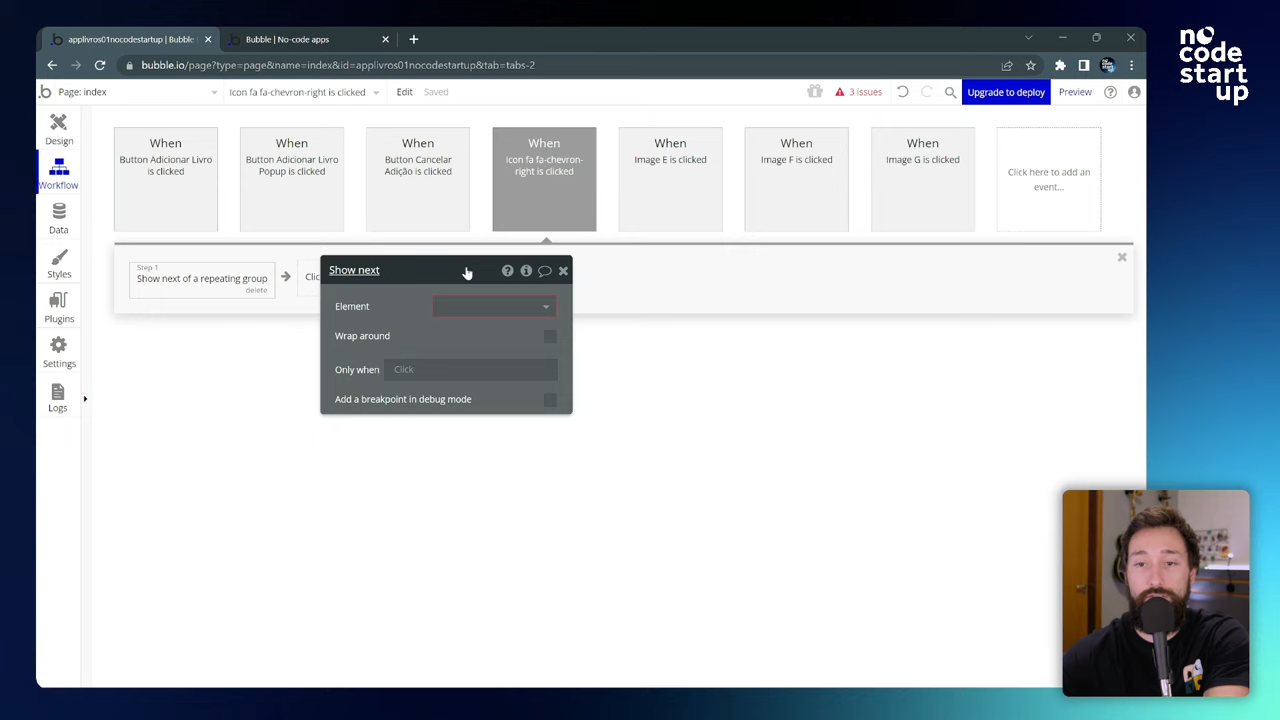 applivros01nocodestartup | Bubble
Bubble | No-code apps
no
code
start
up
bubble.io/page?type=page&name=index&id=applivros01nocodestartup&tab=tabs-2
Page: index
Icon fa fa-chevron-right is clicked
Edit
Saved
3 issues
Upgrade to deploy
Preview
Design
Workflow
Data
Styles
Plugins
Settings
Logs
When
Button Adicionar Livro
is clicked
When
Button Adicionar Livro
Popup is clicked
When
Button Cancelar
Adição is clicked
When
Icon fa fa-chevron-
right is clicked
When
Image E is clicked
When
Image F is clicked
When
Image G is clicked
Click here to add an
event...
Step 1
Show next of a repeating group
delete
Clic
Show next
Element
Wrap around
Only when
Click
Add a breakpoint in debug mode